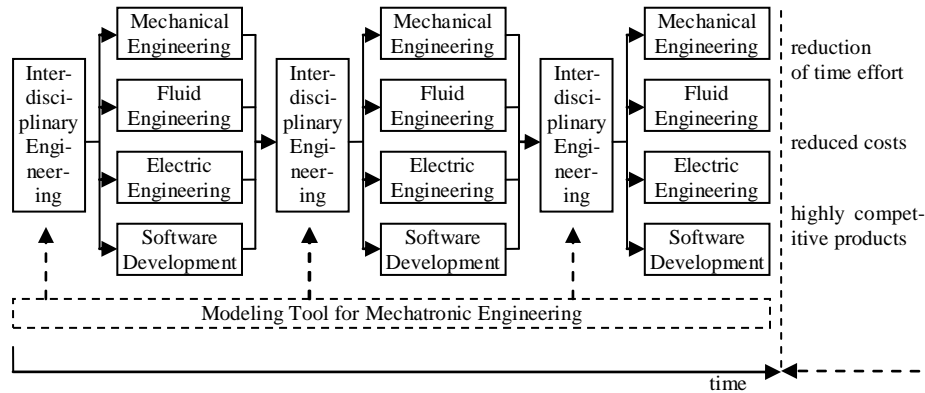 Inter-
disci-
plinary
Engi-
neer-
ing
Mechanical
Engineering
Fluid
Engineering
Electric
Engineering
Software
Development
Inter-
disci-
plinary
Engi-
neer-
ing
Mechanical
Engineering
Fluid
Engineering
Electric
Engineering
Software
Development
Inter-
disci-
plinary
Engi-
neer-
ing
Mechanical
Engineering
Fluid
Engineering
Electric
Engineering
Software
Development
reduction
of time effort
reduced costs
highly compet-
itive products
Modeling Tool for Mechatronic Engineering
time